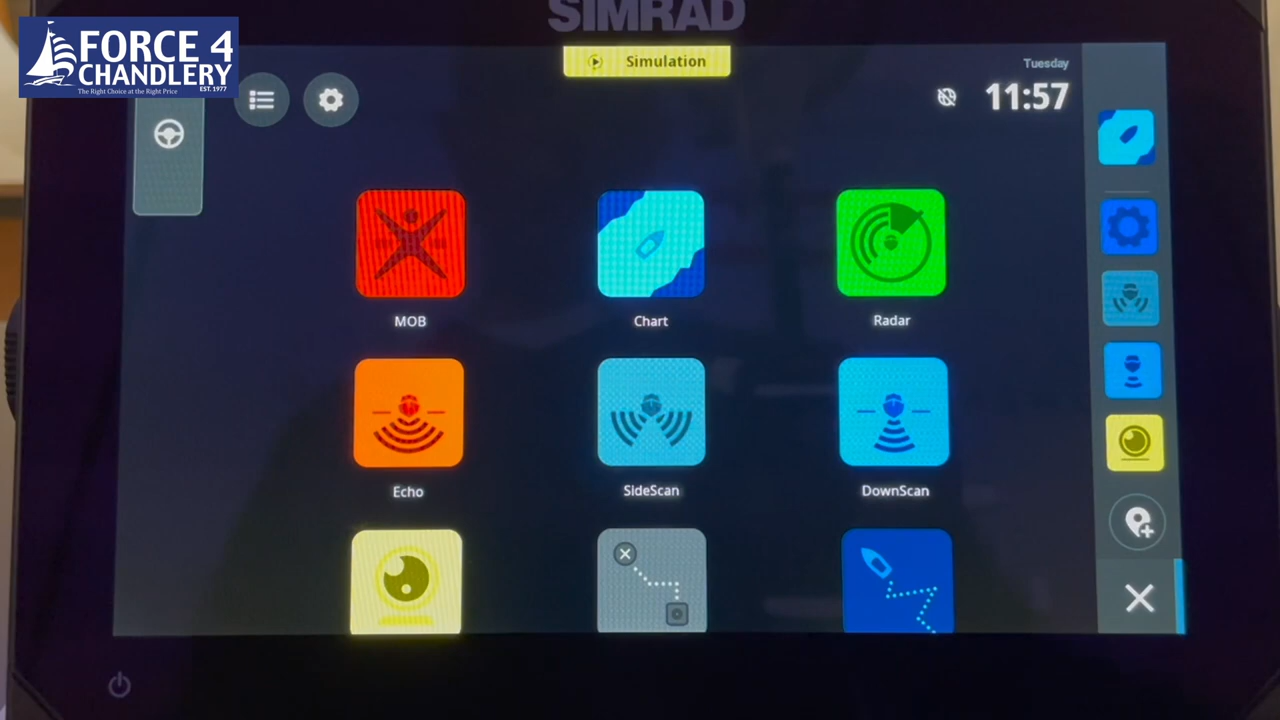 SIMRAD
FORCE 4
CHANDLERY
The Right Choice at the Right Price
EST. 1977
Simulation
Tuesday
11:57
MOB
Chart
Radar
Echo
SideScan
DownScan